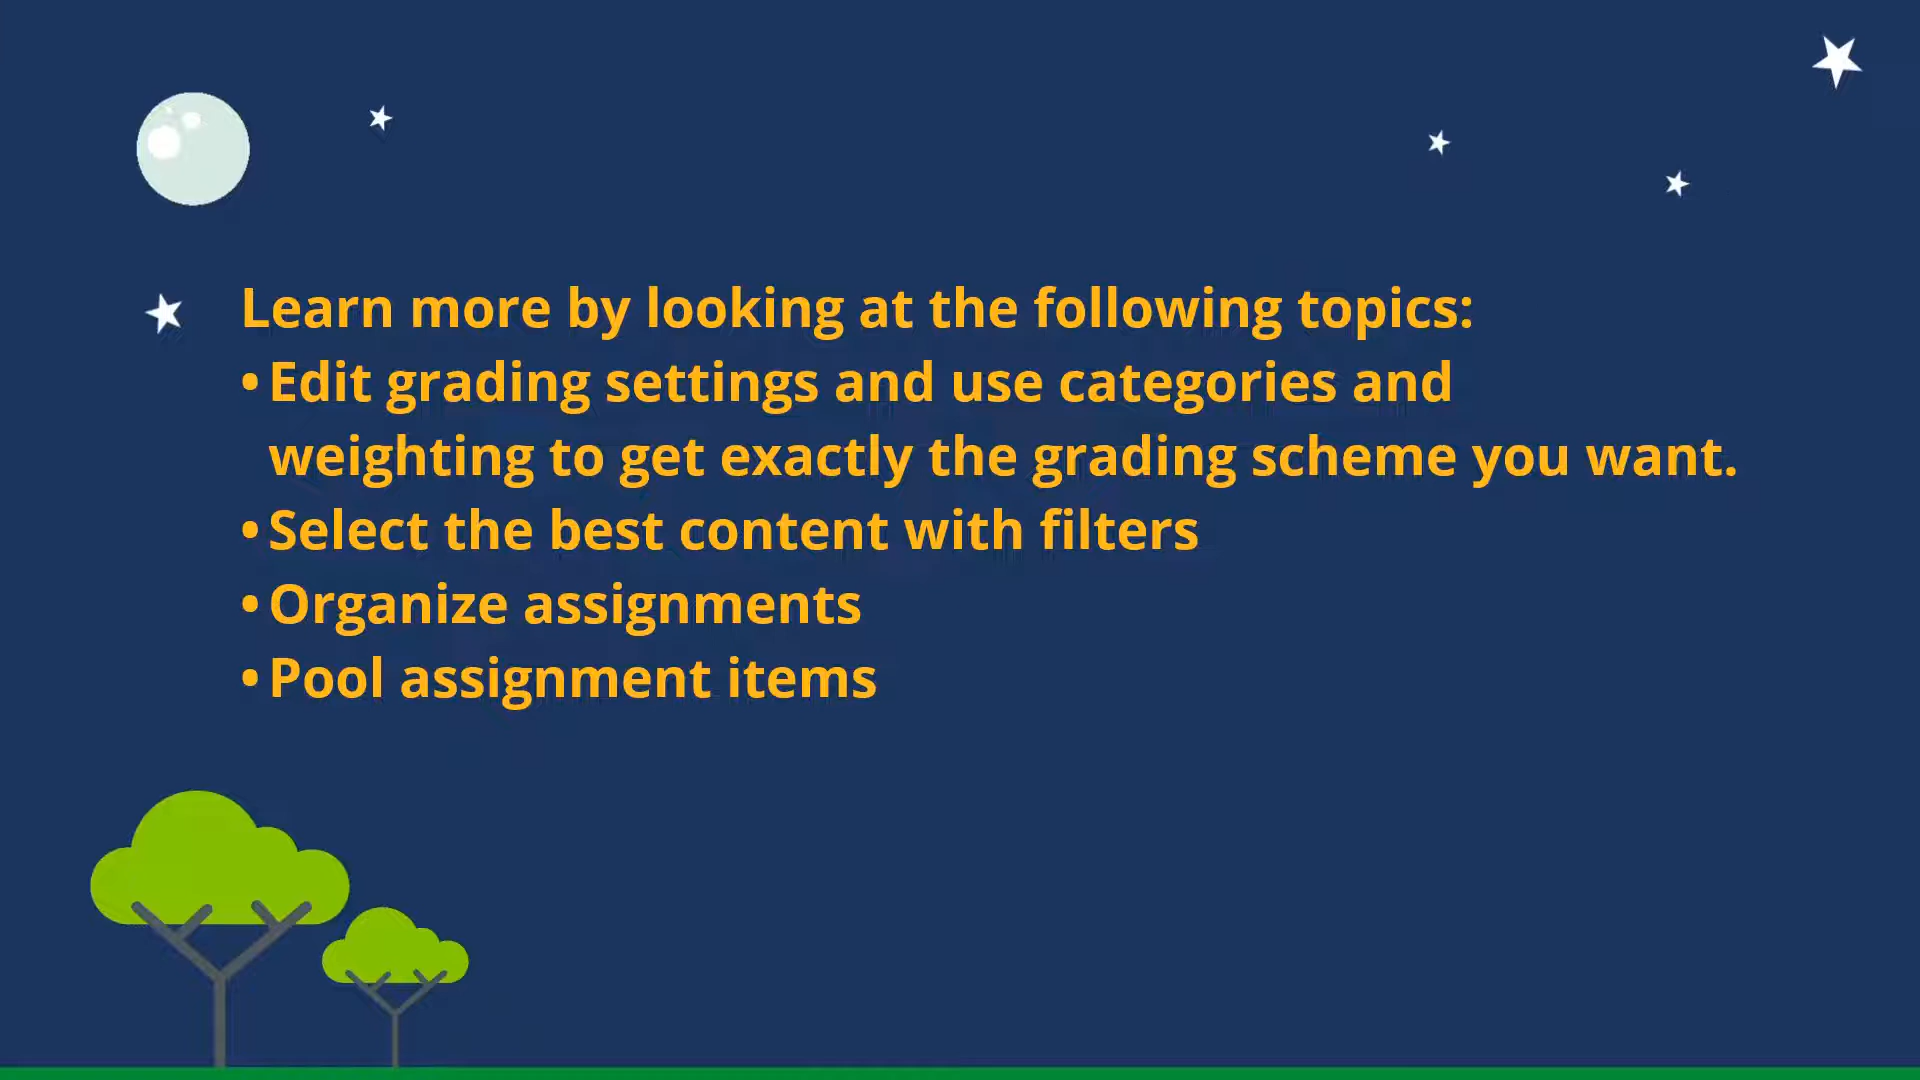 Learn more by looking at the following topics:
• Edit grading settings and use categories and
weighting to get exactly the grading scheme you want.
• Select the best content with filters
• Organize assignments
• Pool assignment items